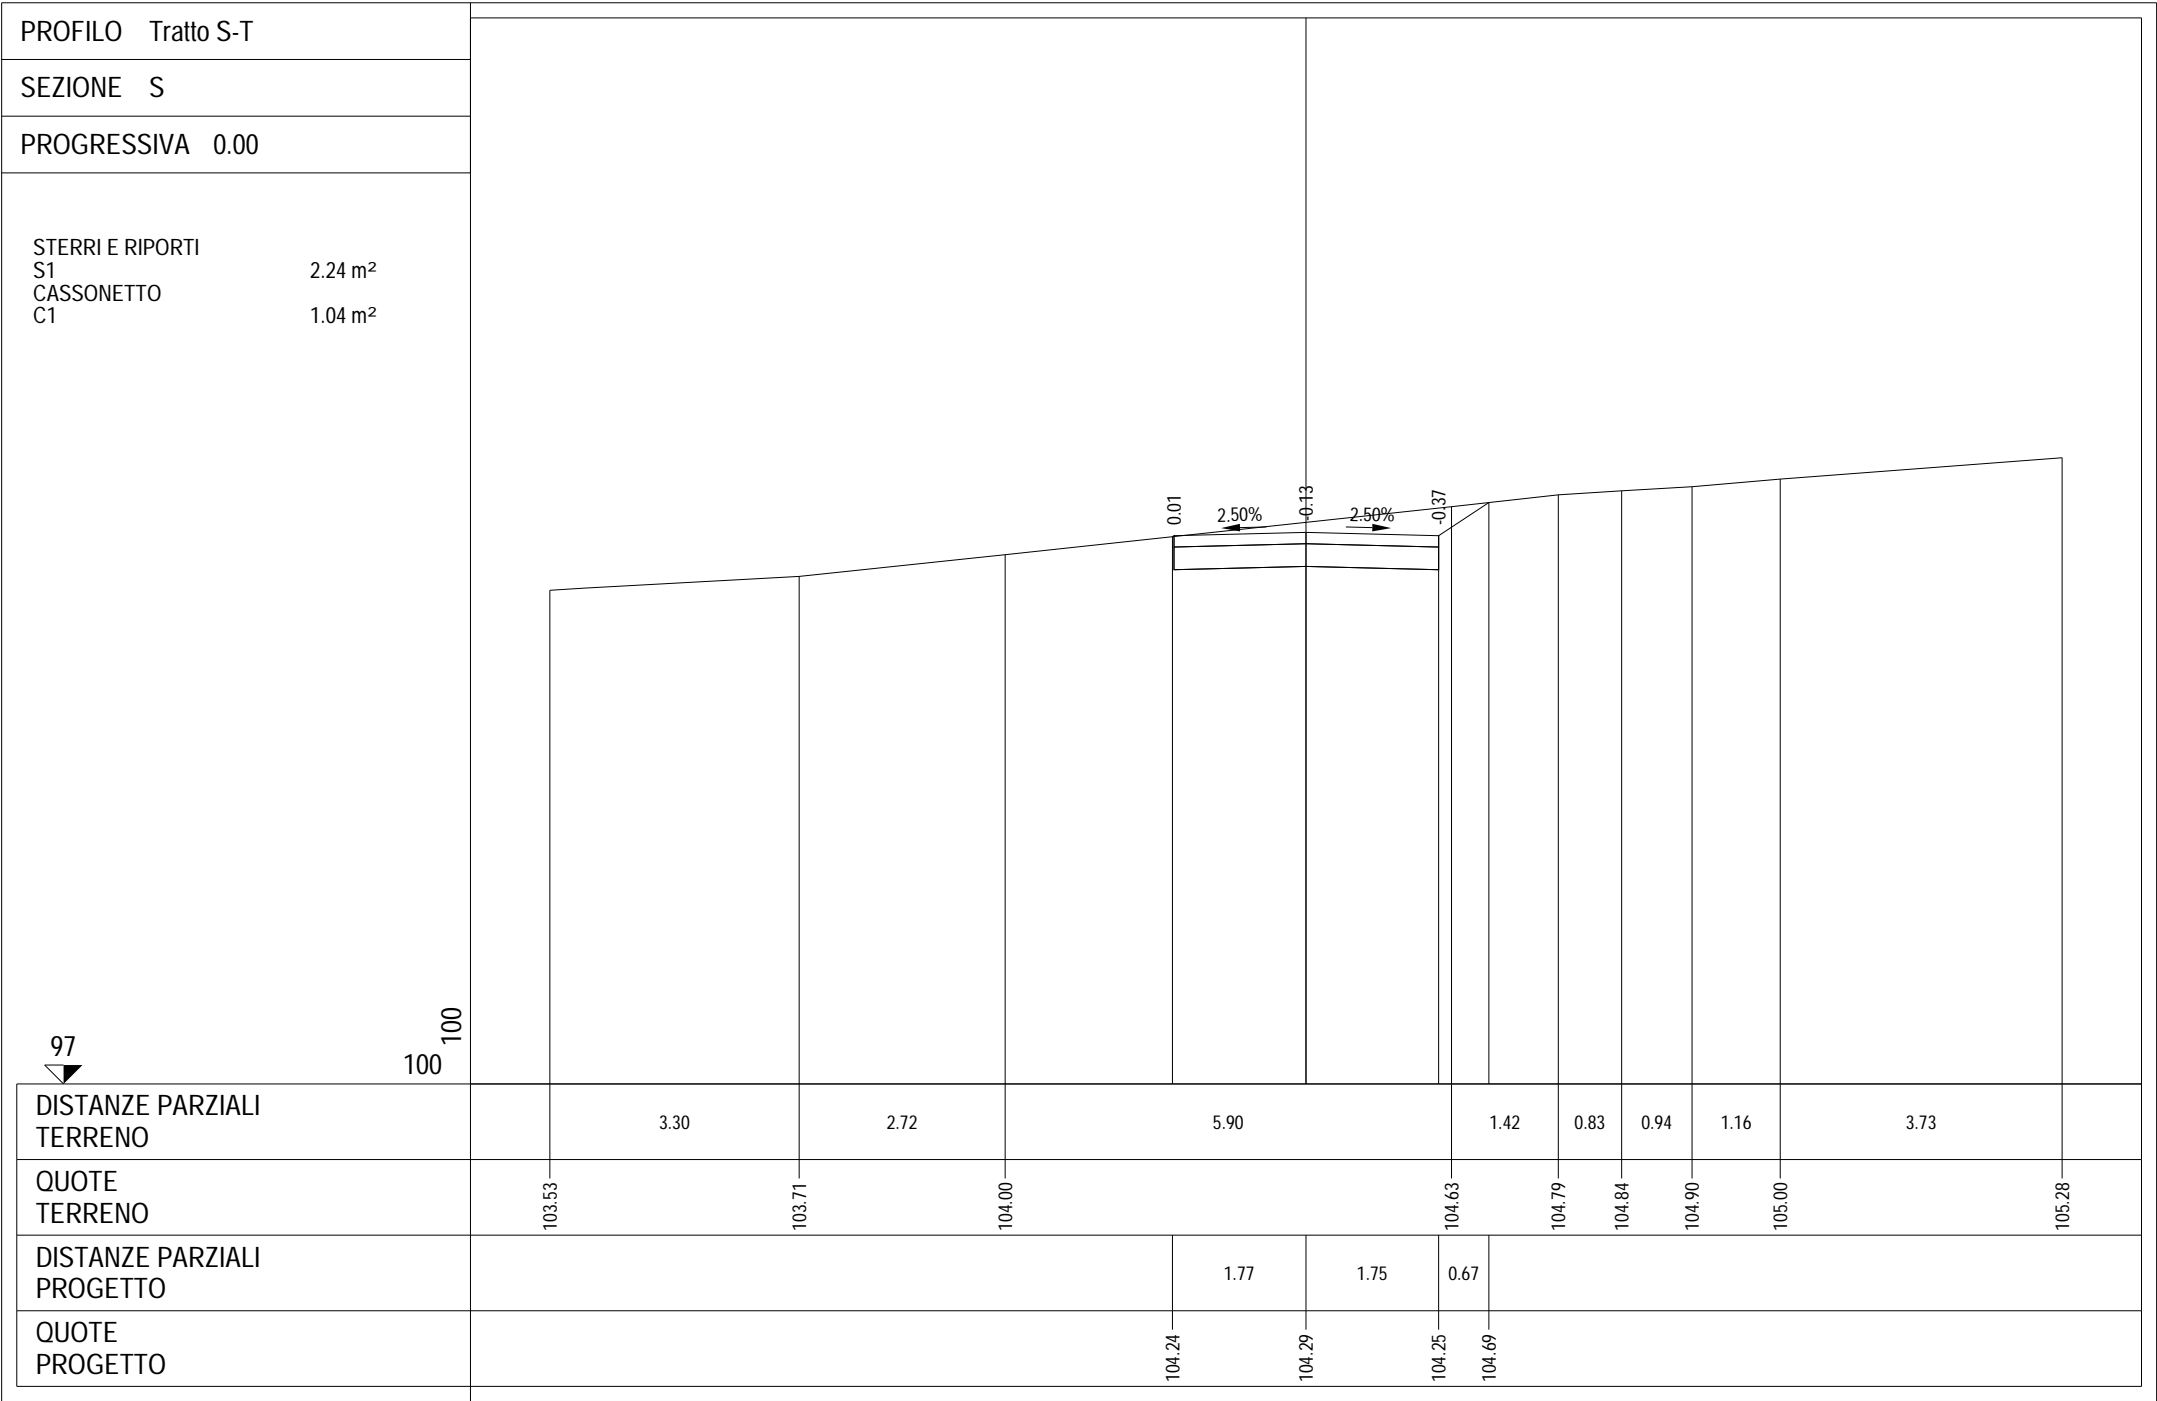 PROFILO Tratto S-T
SEZIONE S
PROGRESSIVA 0.00
STERRI E RIPORTI
S1 2.24 m²
CASSONETTO
C1 1.04 m²
0.01
2.50%
-0.13
2.50%
-0.37
97
100
100
DISTANZE PARZIALI
TERRENO
3.30 2.72 5.90 1.42 0.83 0.94 1.16 3.73
QUOTE
TERRENO
103.53 103.71 104.00 104.63 104.79 104.84 104.90 105.00 105.28
DISTANZE PARZIALI
PROGETTO
1.77 1.75 0.67
QUOTE
PROGETTO
104.24 104.29 104.25 104.69